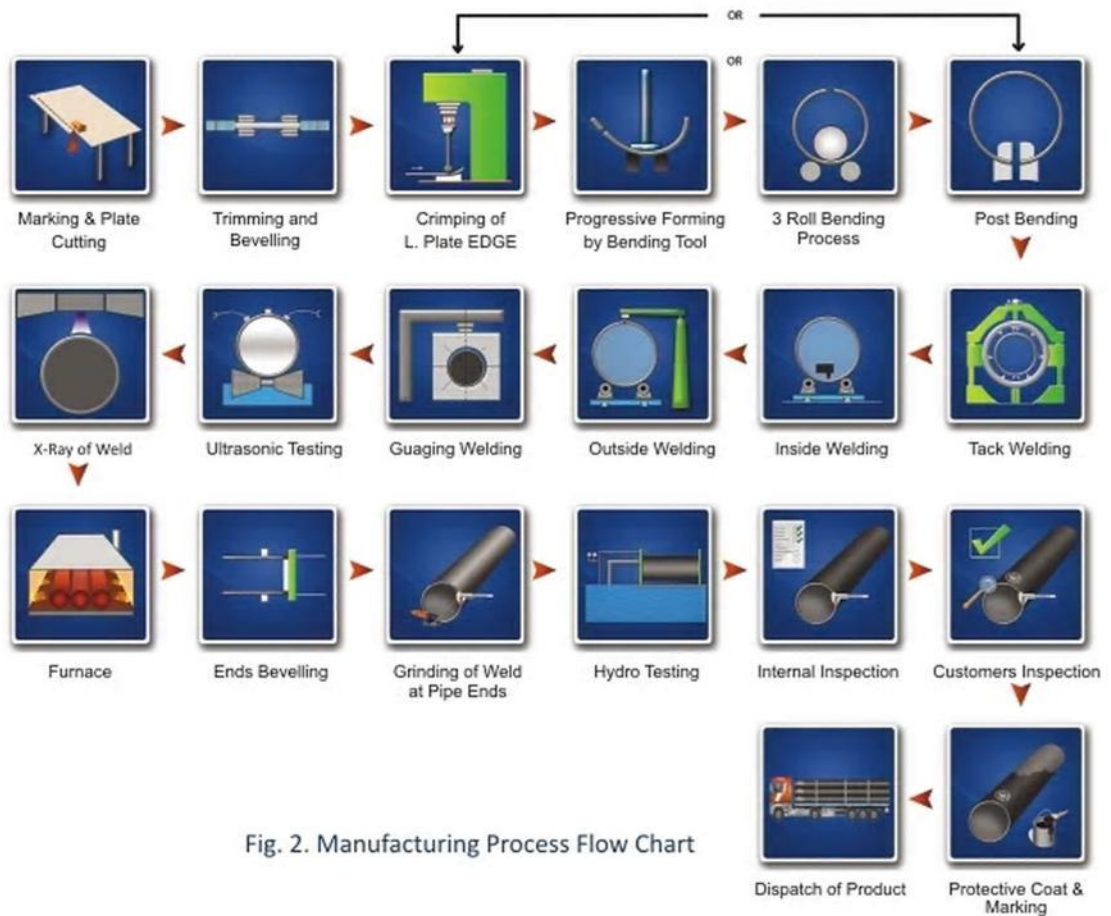 OR
OR
Marking & Plate
Cutting
Trimming and
Bevelling
Crimping of
L. Plate EDGE
Progressive Forming
by Bending Tool
3 Roll Bending
Process
Post Bending
X-Ray of Weld
Ultrasonic Testing
Guaging Welding
Outside Welding
Inside Welding
Tack Welding
Furnace
Ends Bevelling
Grinding of Weld
at Pipe Ends
Hydro Testing
Internal Inspection
Customers Inspection
Fig. 2. Manufacturing Process Flow Chart
Dispatch of Product
Protective Coat &
Marking